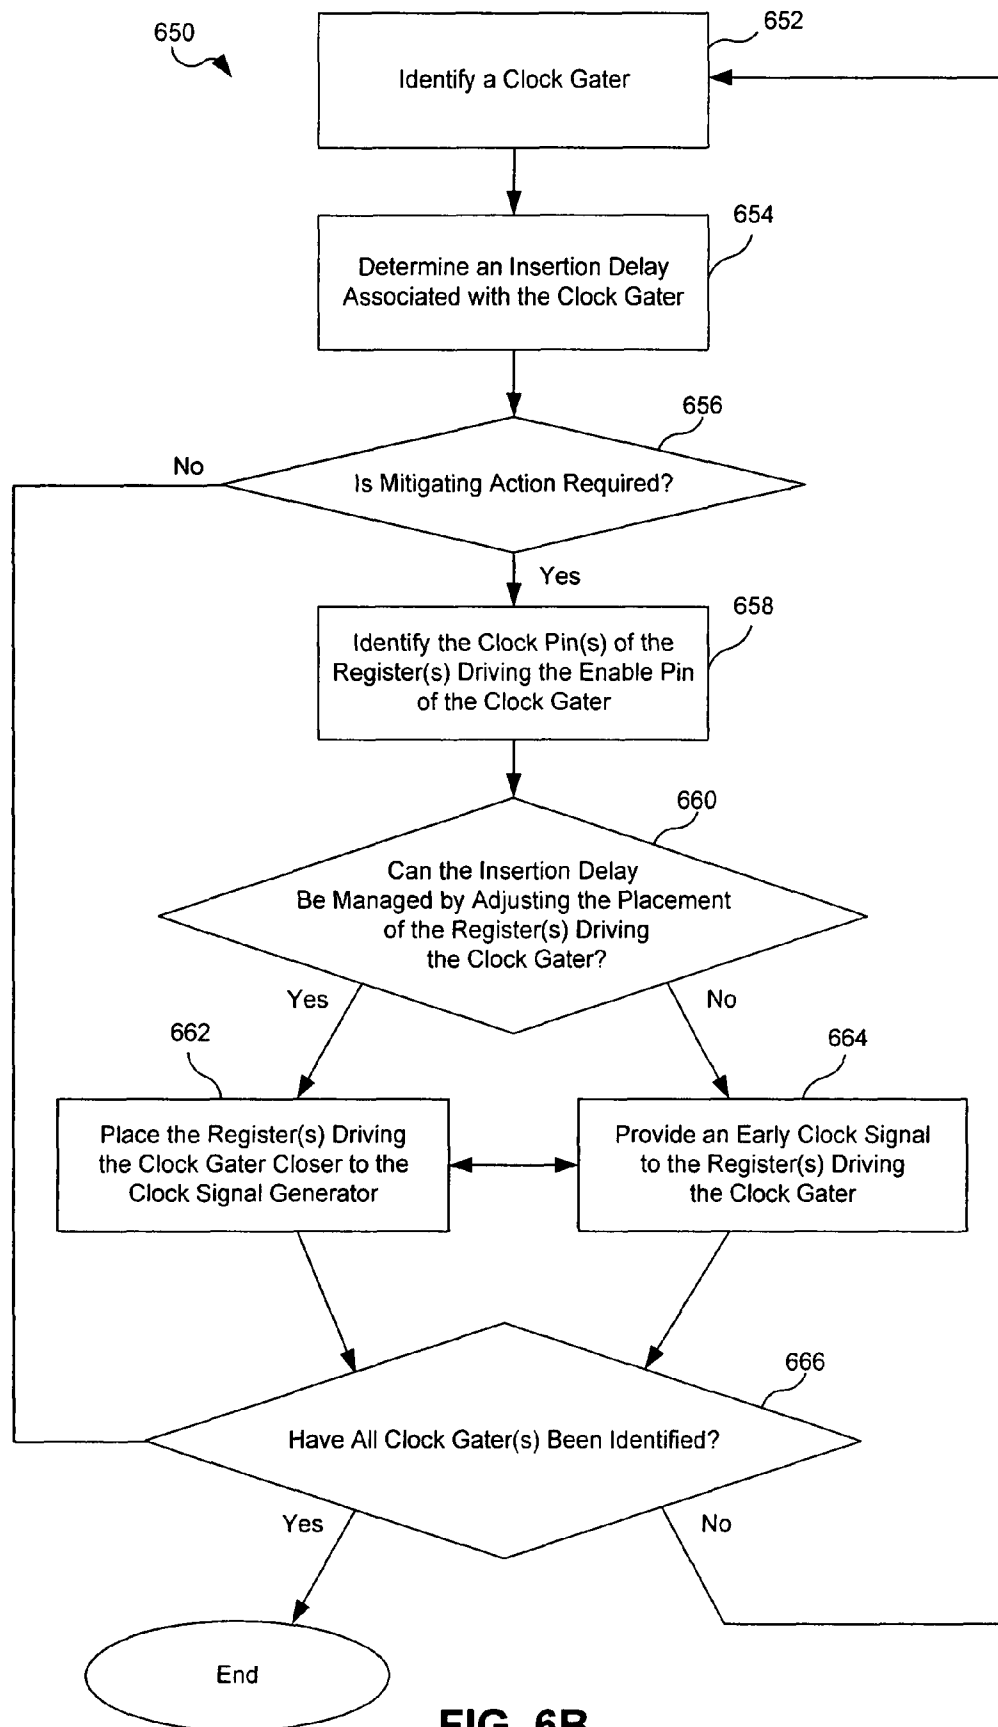 650
652
Identify a Clock Gater
654
Determine an Insertion Delay
Associated with the Clock Gater
656
No
Is Mitigating Action Required?
Yes
658
Identify the Clock Pin(s) of the
Register(s) Driving the Enable Pin
of the Clock Gater
660
Can the Insertion Delay
Be Managed by Adjusting the Placement
of the Register(s) Driving
the Clock Gater?
Yes
No
662
664
Place the Register(s) Driving
the Clock Gater Closer to the
Clock Signal Generator
Provide an Early Clock Signal
to the Register(s) Driving
the Clock Gater
666
Have All Clock Gater(s) Been Identified?
Yes
No
End
FIG. 6B